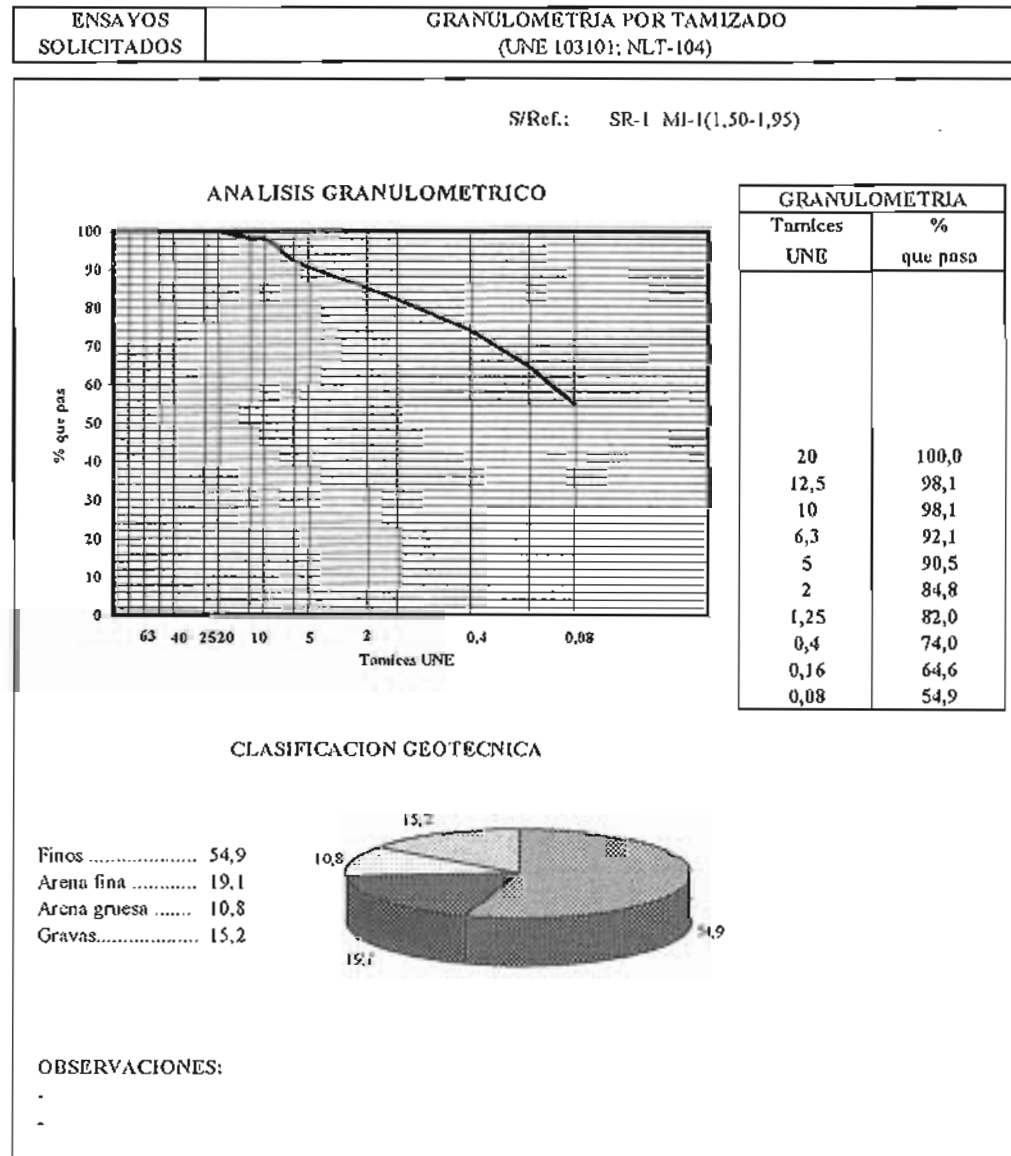 ENSAYOS
SOLICITADOS
GRANULOMETRIA POR TAMIZADO
(UNE 103101; NLT-104)
S/Ref.: SR-1 MI-1(1,50-1,95)
ANALISIS GRANULOMETRICO
100
90
80
70
60
50
40
30
20
10
0
% que pas
63 40 25 20 10 5 2 0,4 0,08
Tamices UNE
GRANULOMETRIA
Tamices %
UNE que pasa
20 100,0
12,5 98,1
10 98,1
6,3 92,1
5 90,5
2 84,8
1,25 82,0
0,4 74,0
0,16 64,6
0,08 54,9
CLASIFICACION GEOTECNICA
Finos ................... 54,9
Arena fina ............ 19,1
Arena gruesa ....... 10,8
Gravas................... 15,2
15,2
10,8
19,1
54,9
OBSERVACIONES:
-
-